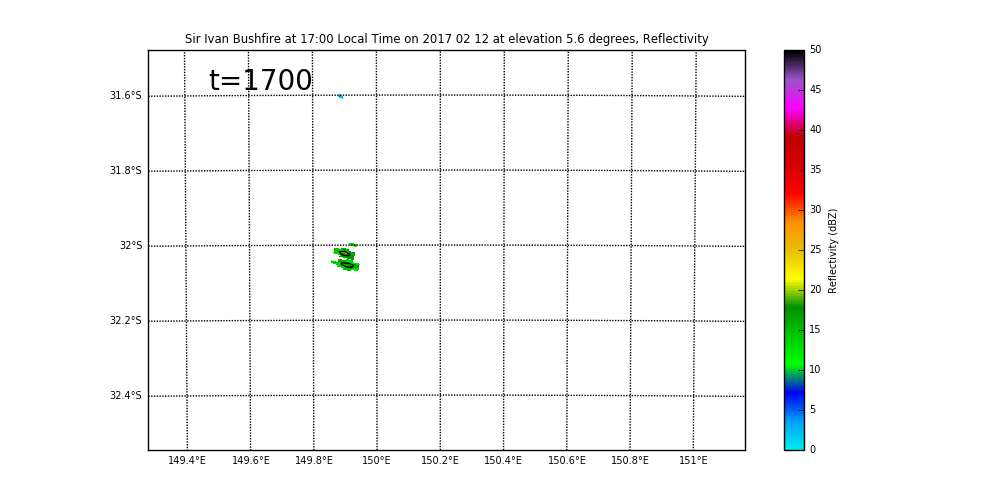 Sir Ivan Bushfire at 17:00 Local Time on 2017 02 12 at elevation 5.6 degrees, Reflectivity
t=1700
31.6°S
31.8°S
32°S
32.2°S
32.4°S
149.4°E 149.6°E 149.8°E 150°E 150.2°E 150.4°E 150.6°E 150.8°E 151°E
50
45
40
35
30
25
20
15
10
5
0
Reflectivity (dBZ)